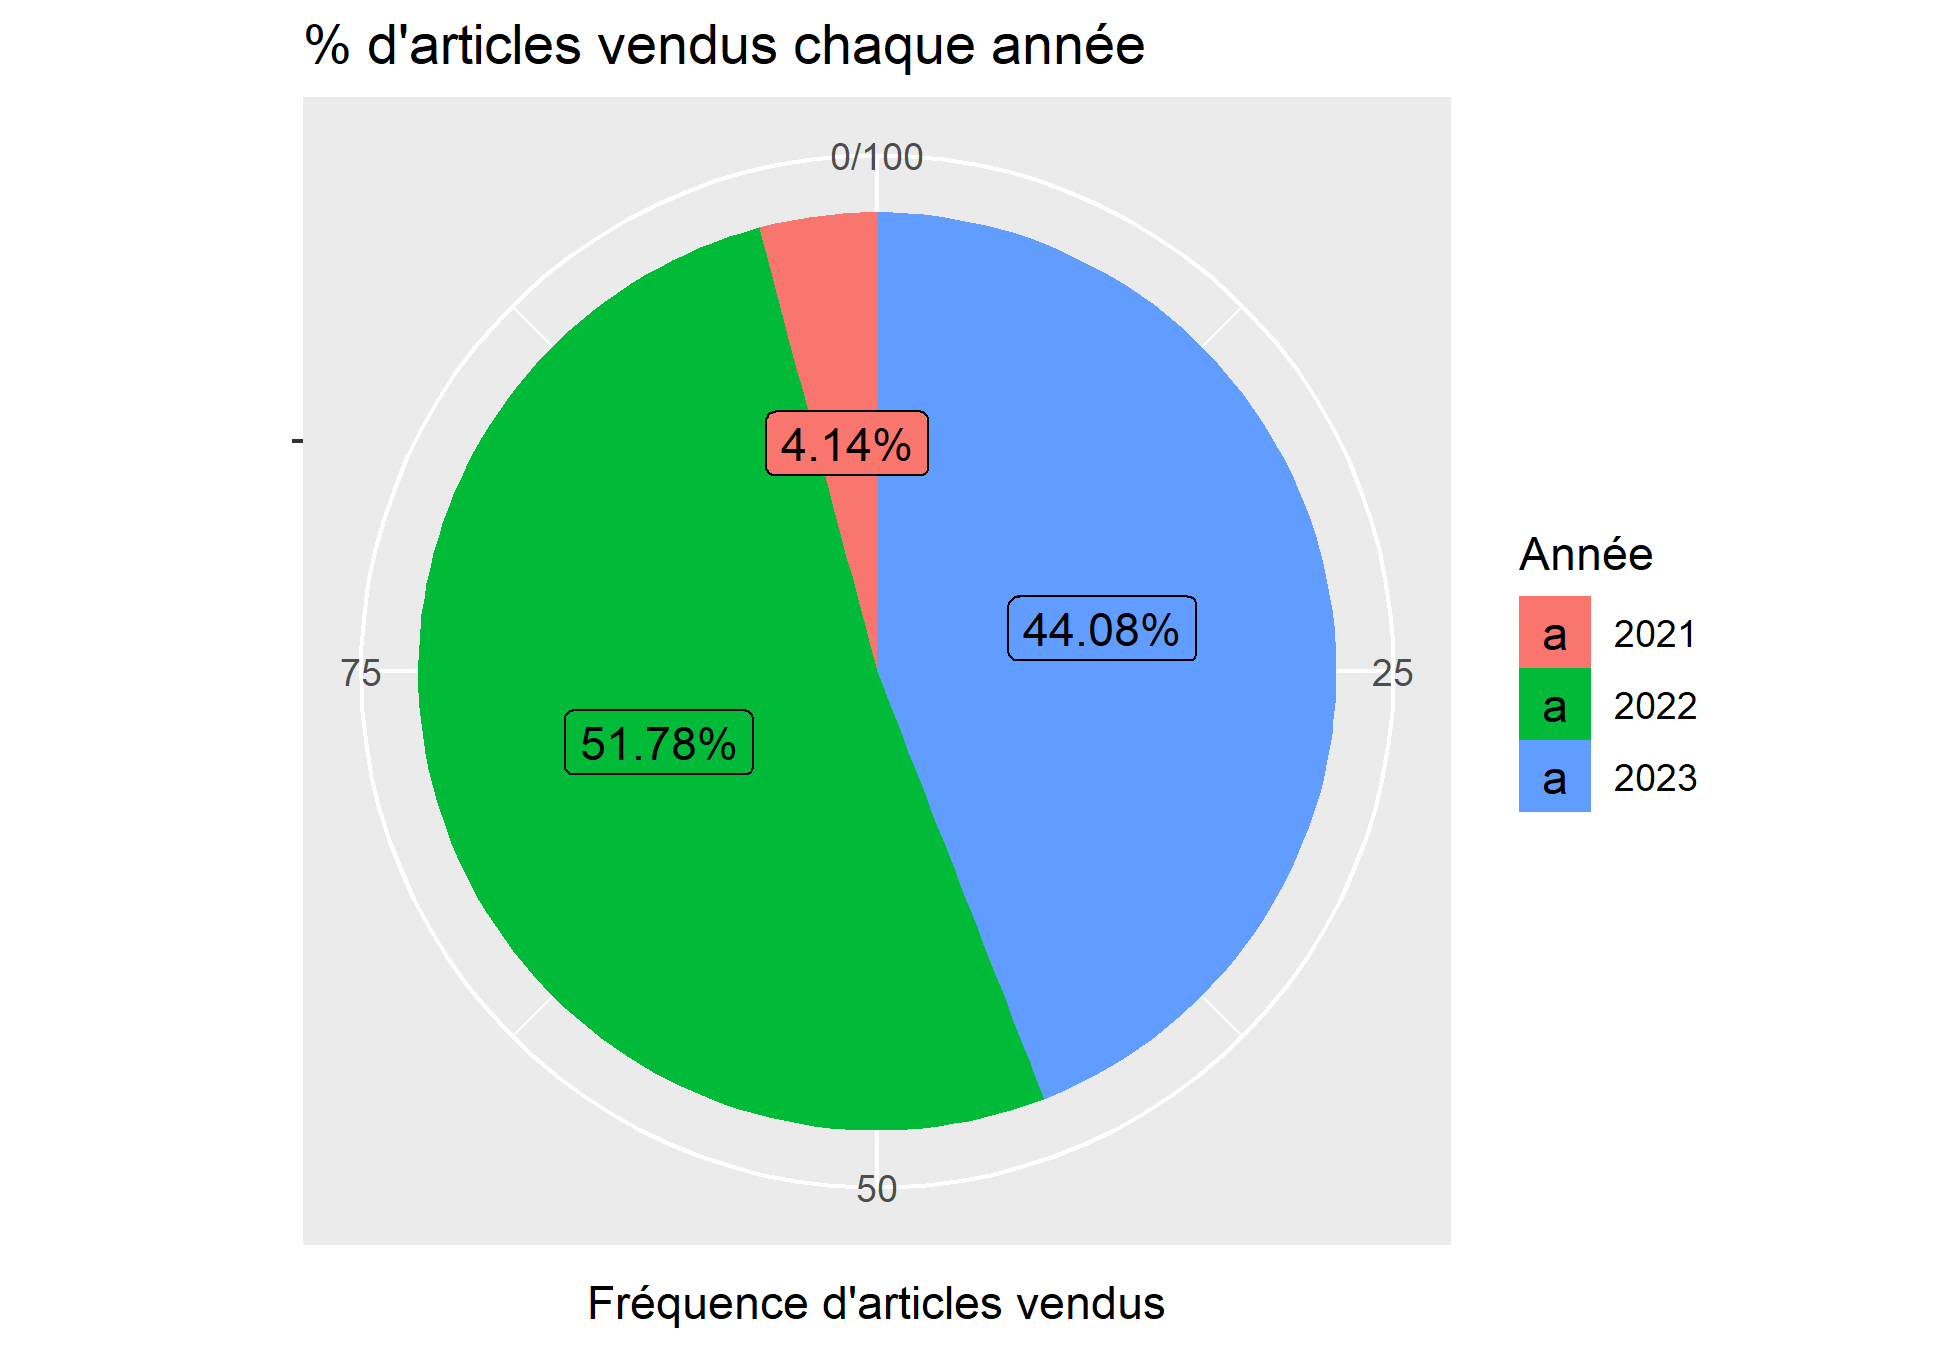 % d'articles vendus chaque année
0/100
4.14%
44.08%
75
25
51.78%
50
Fréquence d'articles vendus
Année
a 2021
a 2022
a 2023